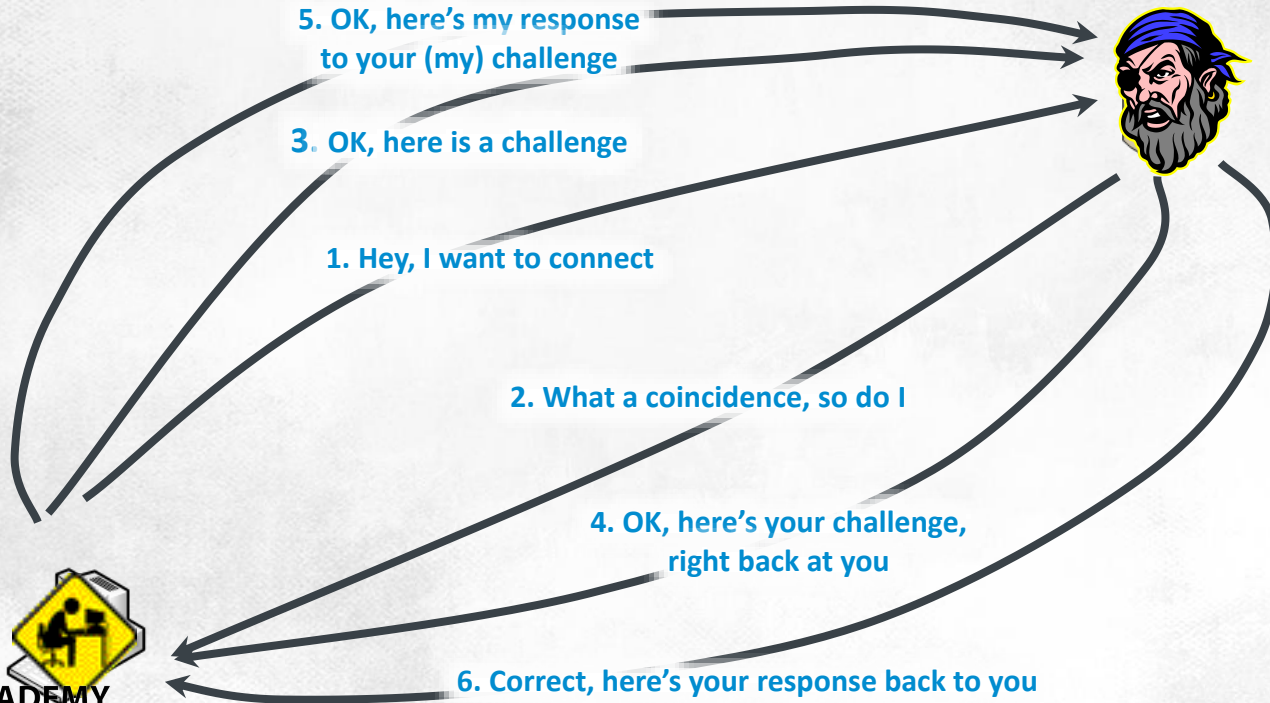 5. OK, here's my response
to your (my) challenge
3. OK, here is a challenge
1. Hey, I want to connect
2. What a coincidence, so do I
4. OK, here's your challenge,
right back at you
6. Correct, here's your response back to you
ADEMY